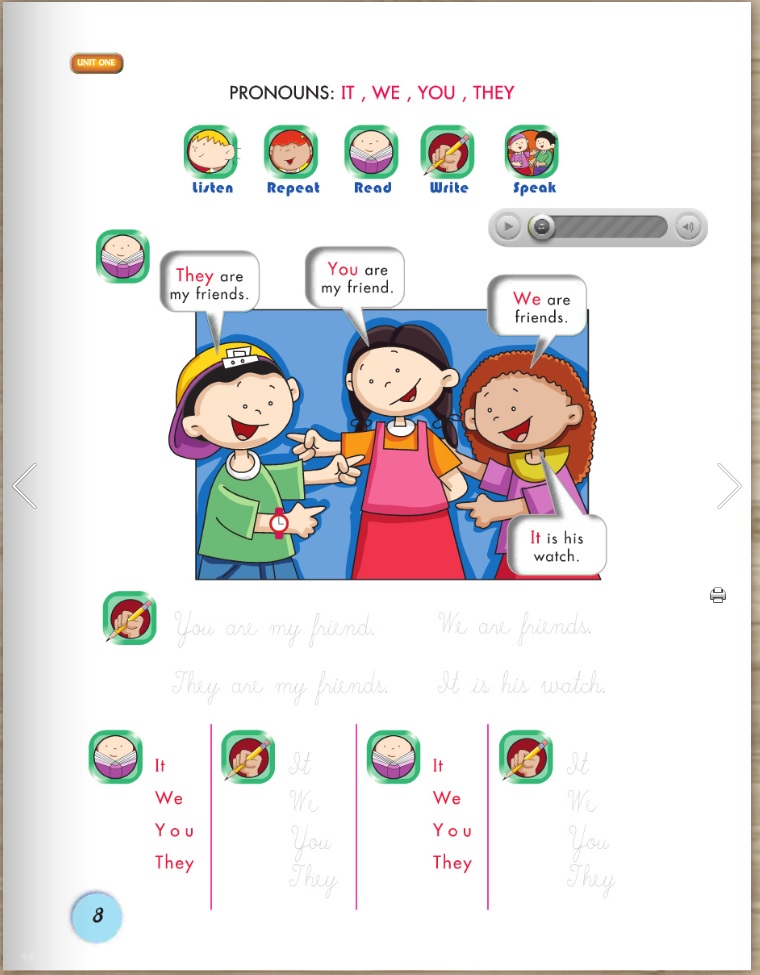 UNIT ONE
PRONOUNS: IT , WE , YOU , THEY
Listen
Repeat
Read
Write
Speak
They are
my friends.
You are
my friend.
We are
friends.
It is his
watch.
You are my friend.
We are friends.
They are my friends.
It is his watch.
It
We
You
They
It
We
You
They
It
We
You
They
It
We
You
They
8